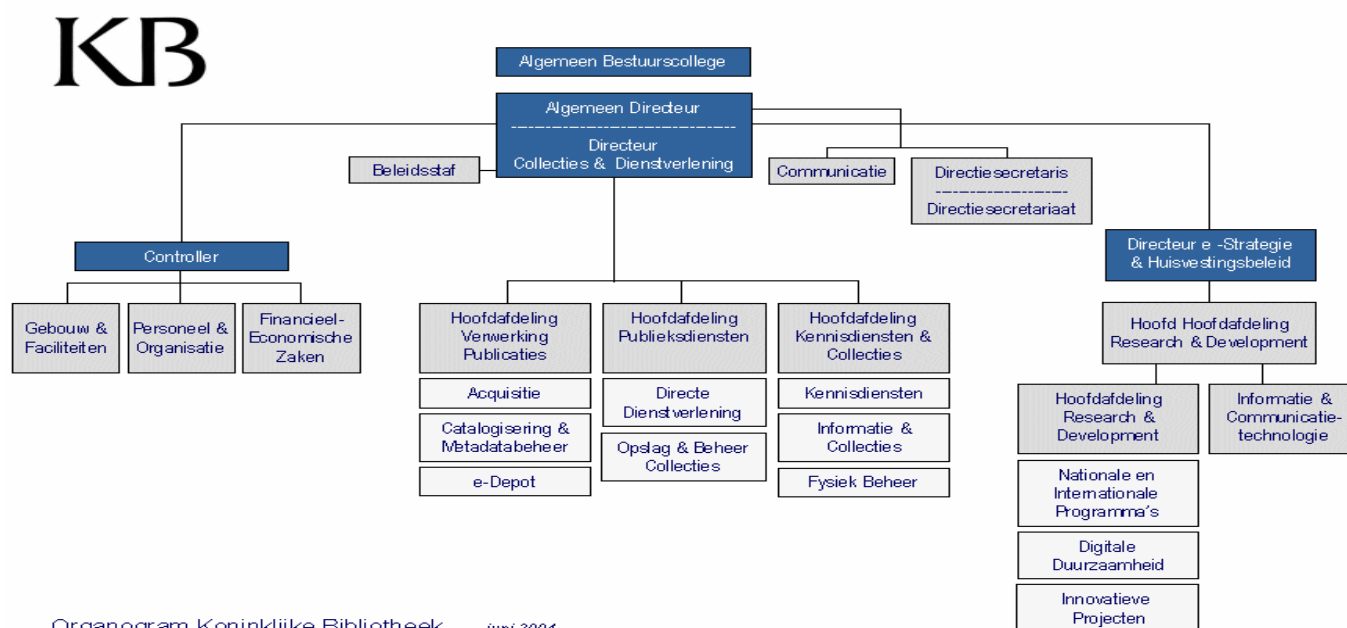 KB
Algemeen Bestuurscollege
Algemeen Directeur
Directeur
Collecties & Dienstverlening
Beleidsstaf
Communicatie
Directiesecretaris
Directiesecretariaat
Controller
Directeur e -Strategie
& Huisvestingsbeleid
Gebouw &
Faciliteiten
Personeel &
Organisatie
Financieel-
Economische
Zaken
Hoofdafdeling
Verwerking
Publicaties
Acquisitie
Catalogisering &
Metadatabeheer
e-Depot
Hoofdafdeling
Publieksdiensten
Directe
Dienstverlening
Opslag & Beheer
Collecties
Hoofdafdeling
Kennisdiensten &
Collecties
Kennisdiensten
Informatie &
Collecties
Fysiek Beheer
Hoofd Hoofdafdeling
Research & Development
Hoofdafdeling
Research &
Development
Informatie &
Communicatie-
technologie
Nationale en
Internationale
Programma's
Digitale
Duurzaamheid
Innovatieve
Projecten
Organogram Koninklijke Bibliotheek juni 2004